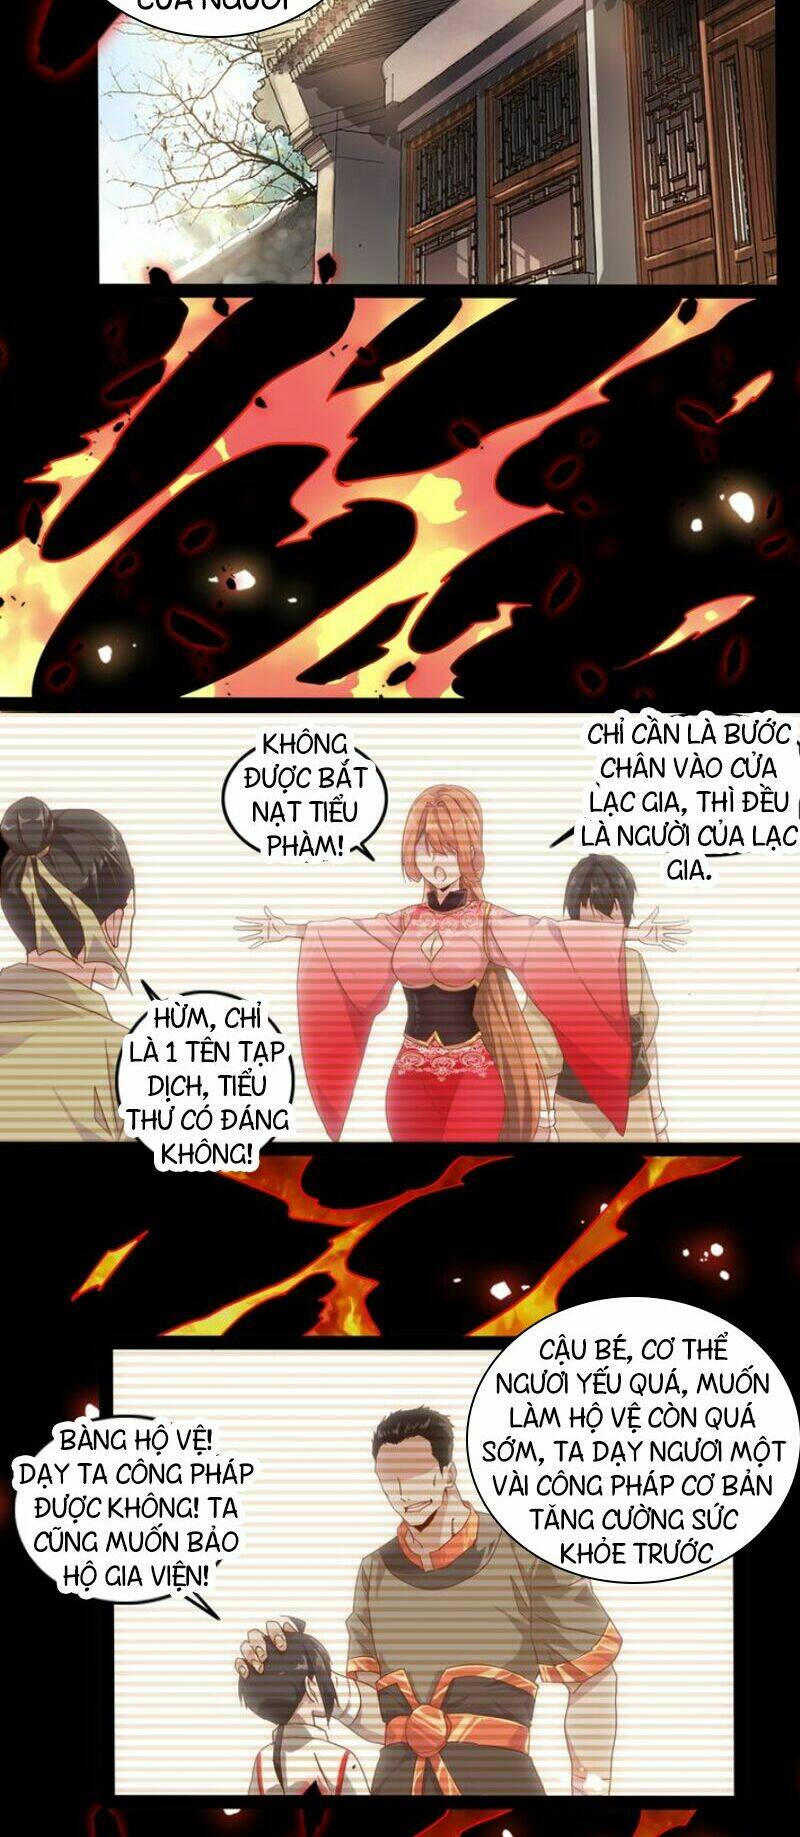 CỦA NGƯƠI
KHÔNG
ĐƯỢC BẮT
NẠT TIỂU
PHÀM!
CHỈ CẦN LÀ BƯỚC
CHÂN VÀO CỬA
LẠC GIA, THÌ ĐỀU
LÀ NGƯỜI CỦA LẠC
GIA.
HỪM, CHỈ
LÀ 1 TÊN TẠP
DỊCH, TIỂU
THƯ CÓ ĐÁNG
KHÔNG!
CẬU BÉ, CƠ THỂ
NGƯƠI YẾU QUÁ, MUỐN
LÀM HỘ VỆ CÒN QUÁ
SỚM, TA DẠY NGƯƠI MỘT
VÀI CÔNG PHÁP CƠ BẢN
TĂNG CƯỜNG SỨC
KHỎE TRƯỚC
BÀNG HỘ VỆ!
DẠY TA CÔNG PHÁP
ĐƯỢC KHÔNG! TA
CŨNG MUỐN BẢO
HỘ GIA VIỆN!